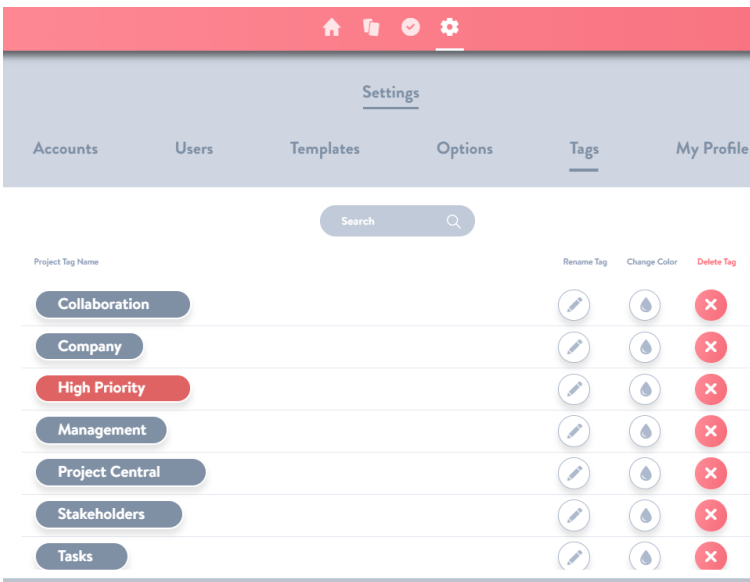 Settings
Accounts Users Templates Options Tags My Profile
Search
Project Tag Name Rename Tag Change Color Delete Tag
Collaboration
Company
High Priority
Management
Project Central
Stakeholders
Tasks